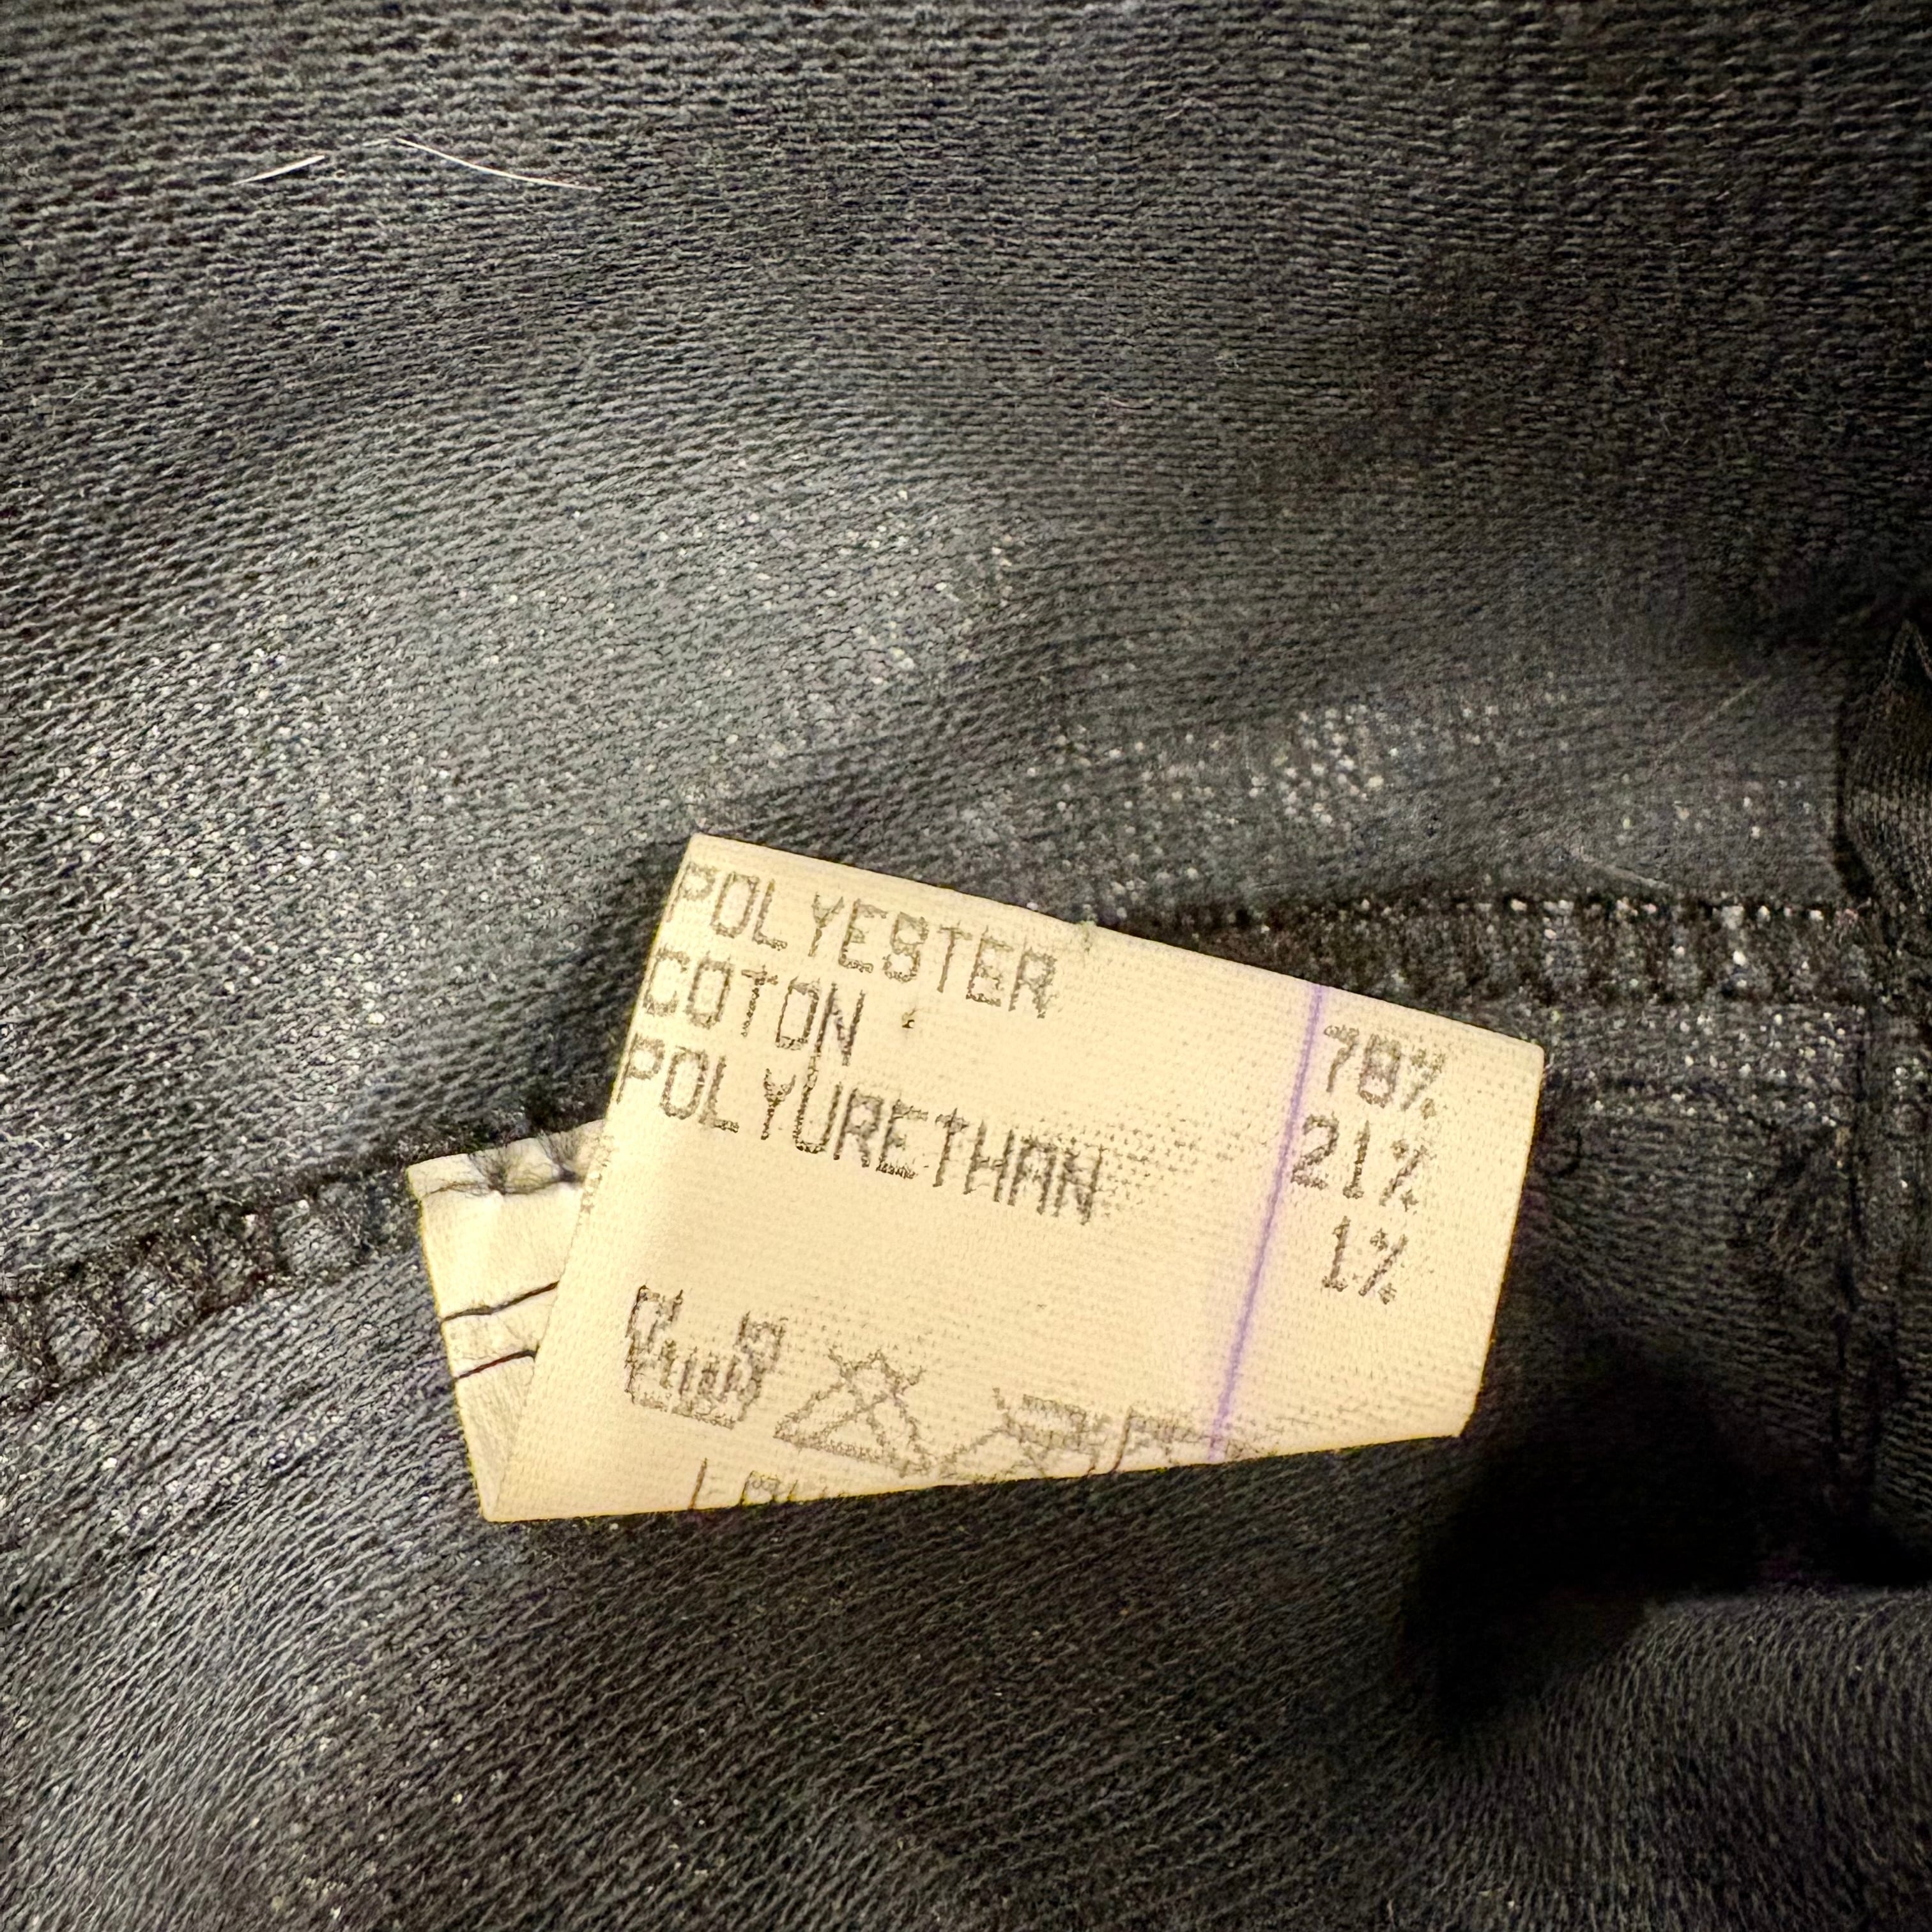 POLYESTER 78%
COTON 21%
POLYURETHAN 1%